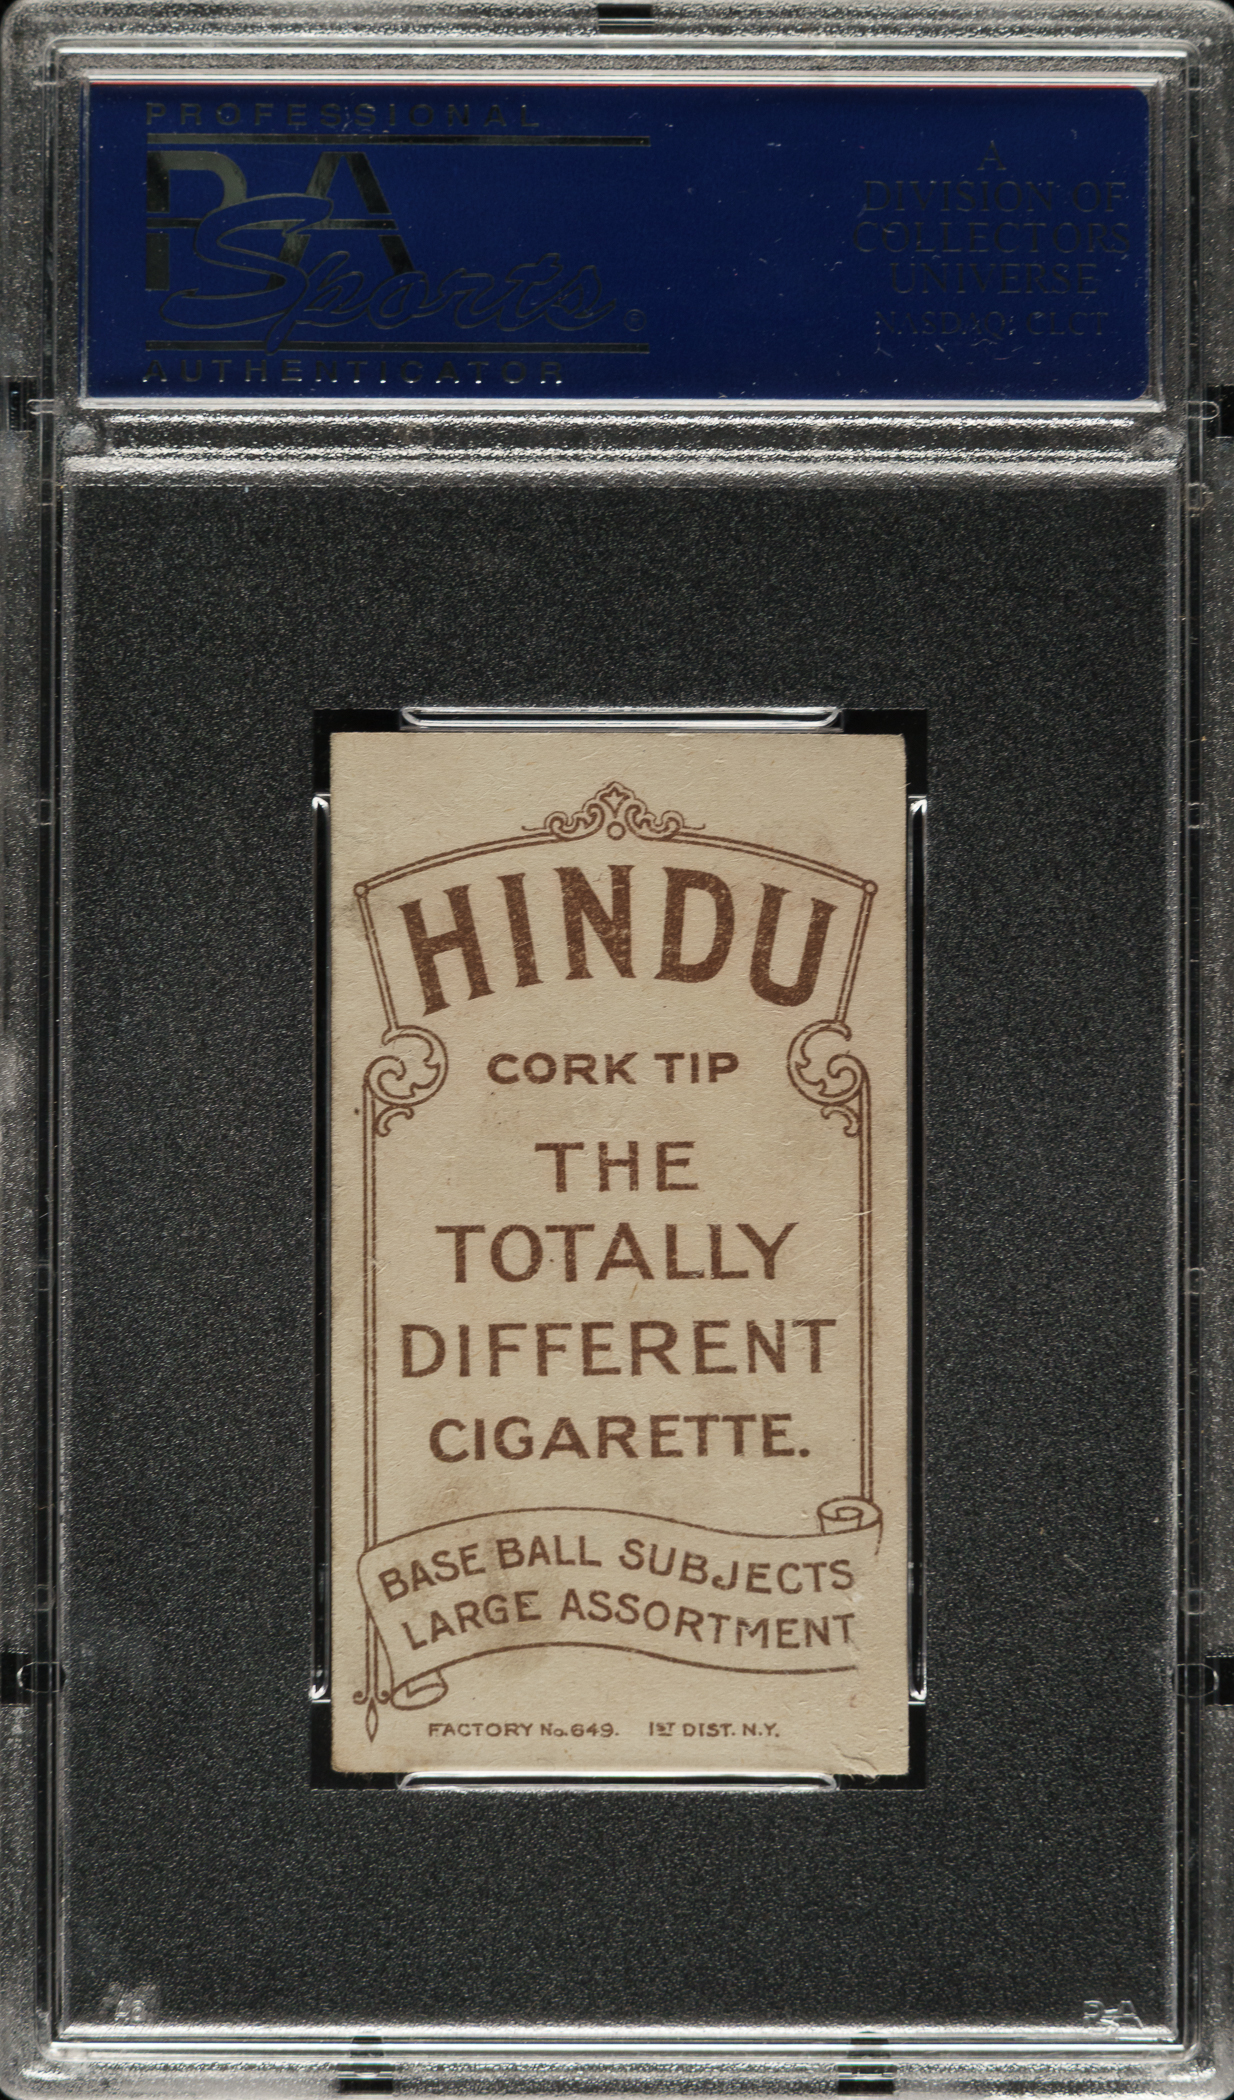 PROFESSIONAL
PSA
Sports ®
AUTHENTICATOR
A
DIVISION OF
COLLECTORS
UNIVERSE
NASDAQ: CLCT
HINDU
CORK TIP
THE
TOTALLY
DIFFERENT
CIGARETTE.
BASE BALL SUBJECTS
LARGE ASSORTMENT
FACTORY No. 649. 1ST DIST. N.Y.
PSA